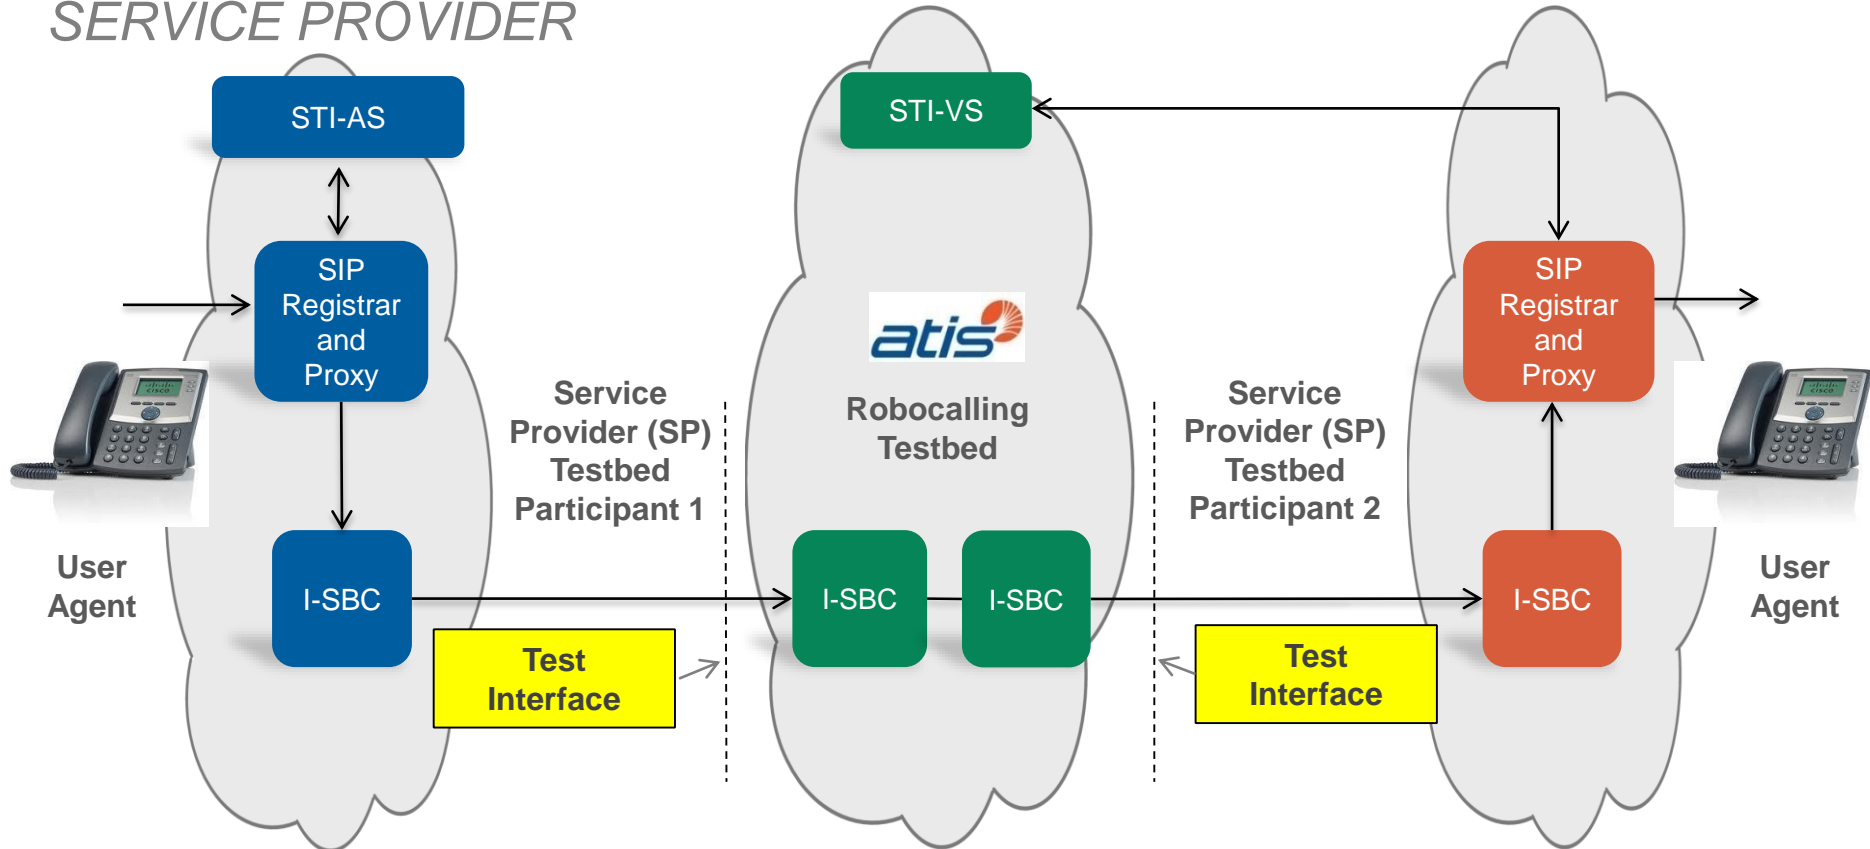 SERVICE PROVIDER
STI-AS
STI-VS
SIP
Registrar
and
Proxy
SIP
Registrar
and
Proxy
atis
Robocalling
Testbed
Service
Provider (SP)
Testbed
Participant 1
Service
Provider (SP)
Testbed
Participant 2
CISCO
CISCO
User
Agent
I-SBC
I-SBC
I-SBC
I-SBC
User
Agent
Test
Interface
Test
Interface